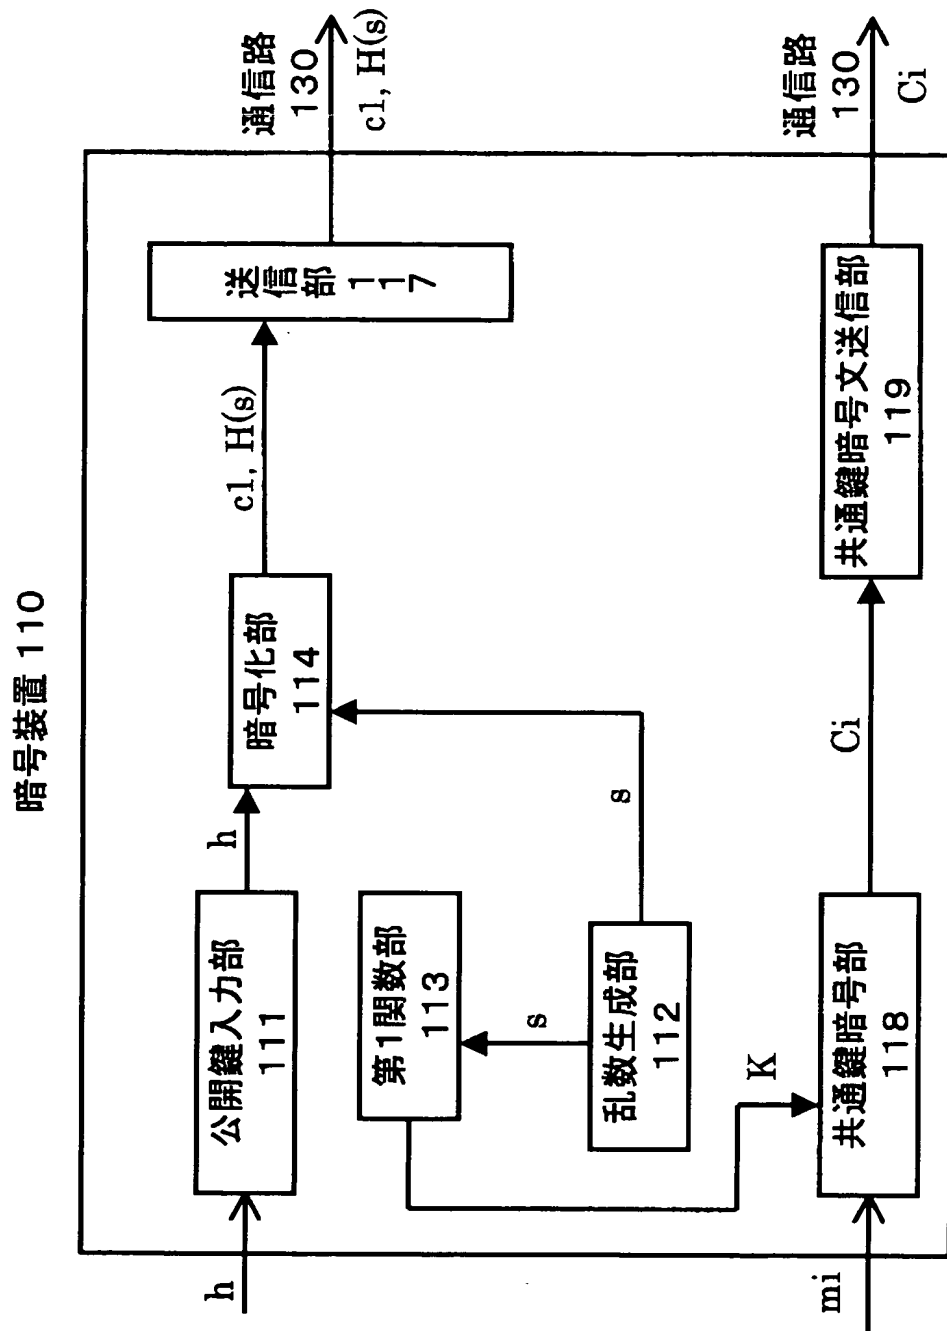 暗号装置 110
h
公開鍵入力部
111
h
暗号化部
114
c1, H(s)
送信部 117
通信路
130
c1, H(s)
第1関数部
113
s
乱数生成部
112
s
K
mi
共通鍵暗号部
118
Ci
共通鍵暗号文送信部
119
通信路
130
Ci